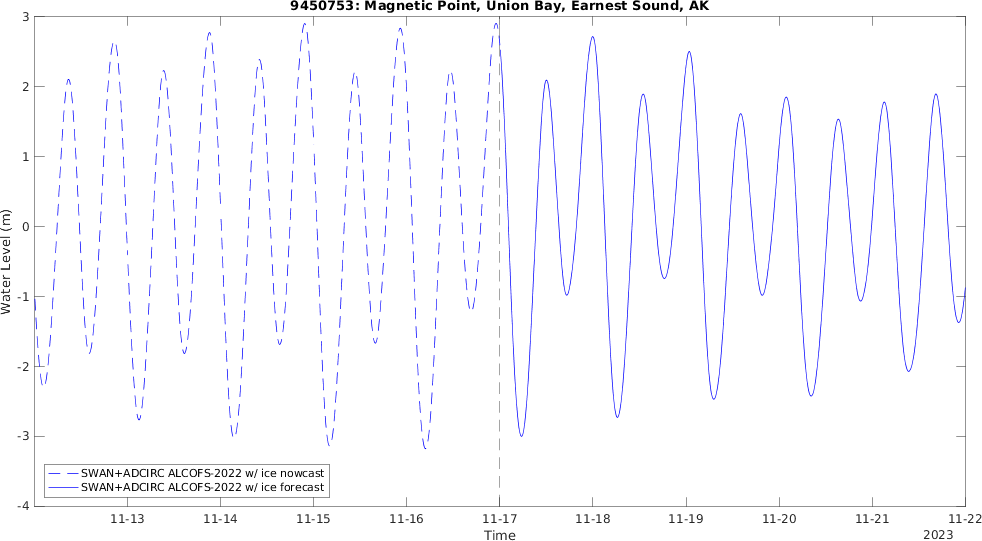 9450753: Magnetic Point, Union Bay, Earnest Sound, AK
3
2
1
0
-1
-2
-3
-4
Water Level (m)
SWAN+ADCIRC ALCOFS-2022 w/ ice nowcast
SWAN+ADCIRC ALCOFS-2022 w/ ice forecast
11-13 11-14 11-15 11-16 11-17 11-18 11-19 11-20 11-21 11-22
Time
2023